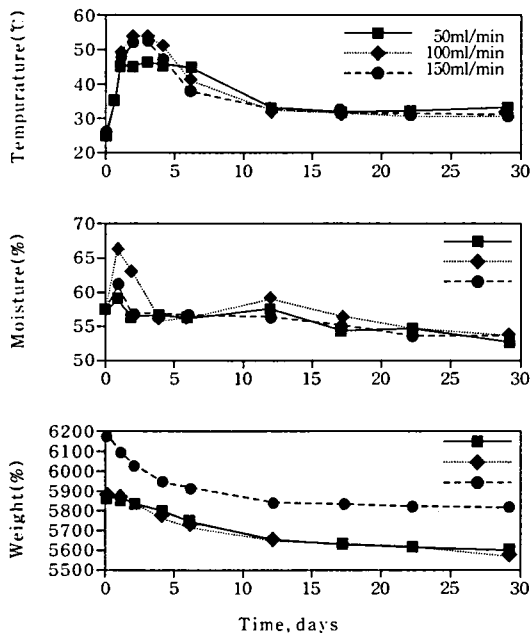 Tempurature(℃)
60
50
40
30
20
50ml/min
100ml/min
150ml/min
0 5 10 15 20 25 30
Moisture(%)
70
65
60
55
50
0 5 10 15 20 25 30
Weight(%)
6200
6100
6000
5900
5800
5700
5600
5500
0 5 10 15 20 25 30
Time, days